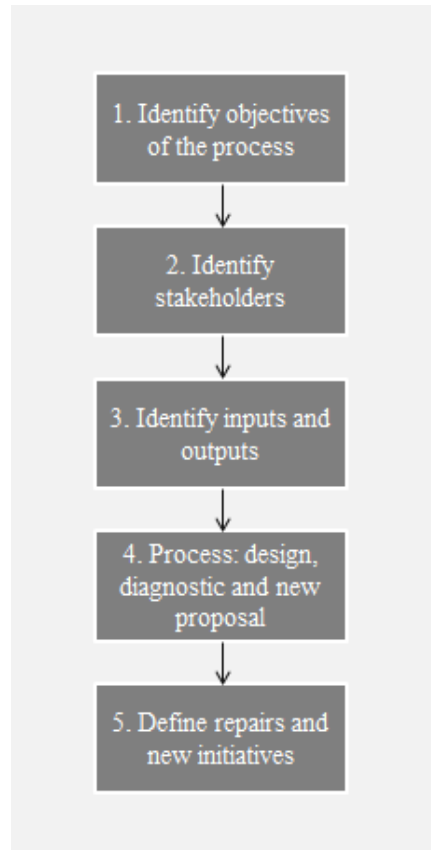 1. Identify objectives
of the process
2. Identify
stakeholders
3. Identify inputs and
outputs
4. Process: design,
diagnostic and new
proposal
5. Define repairs and
new initiatives